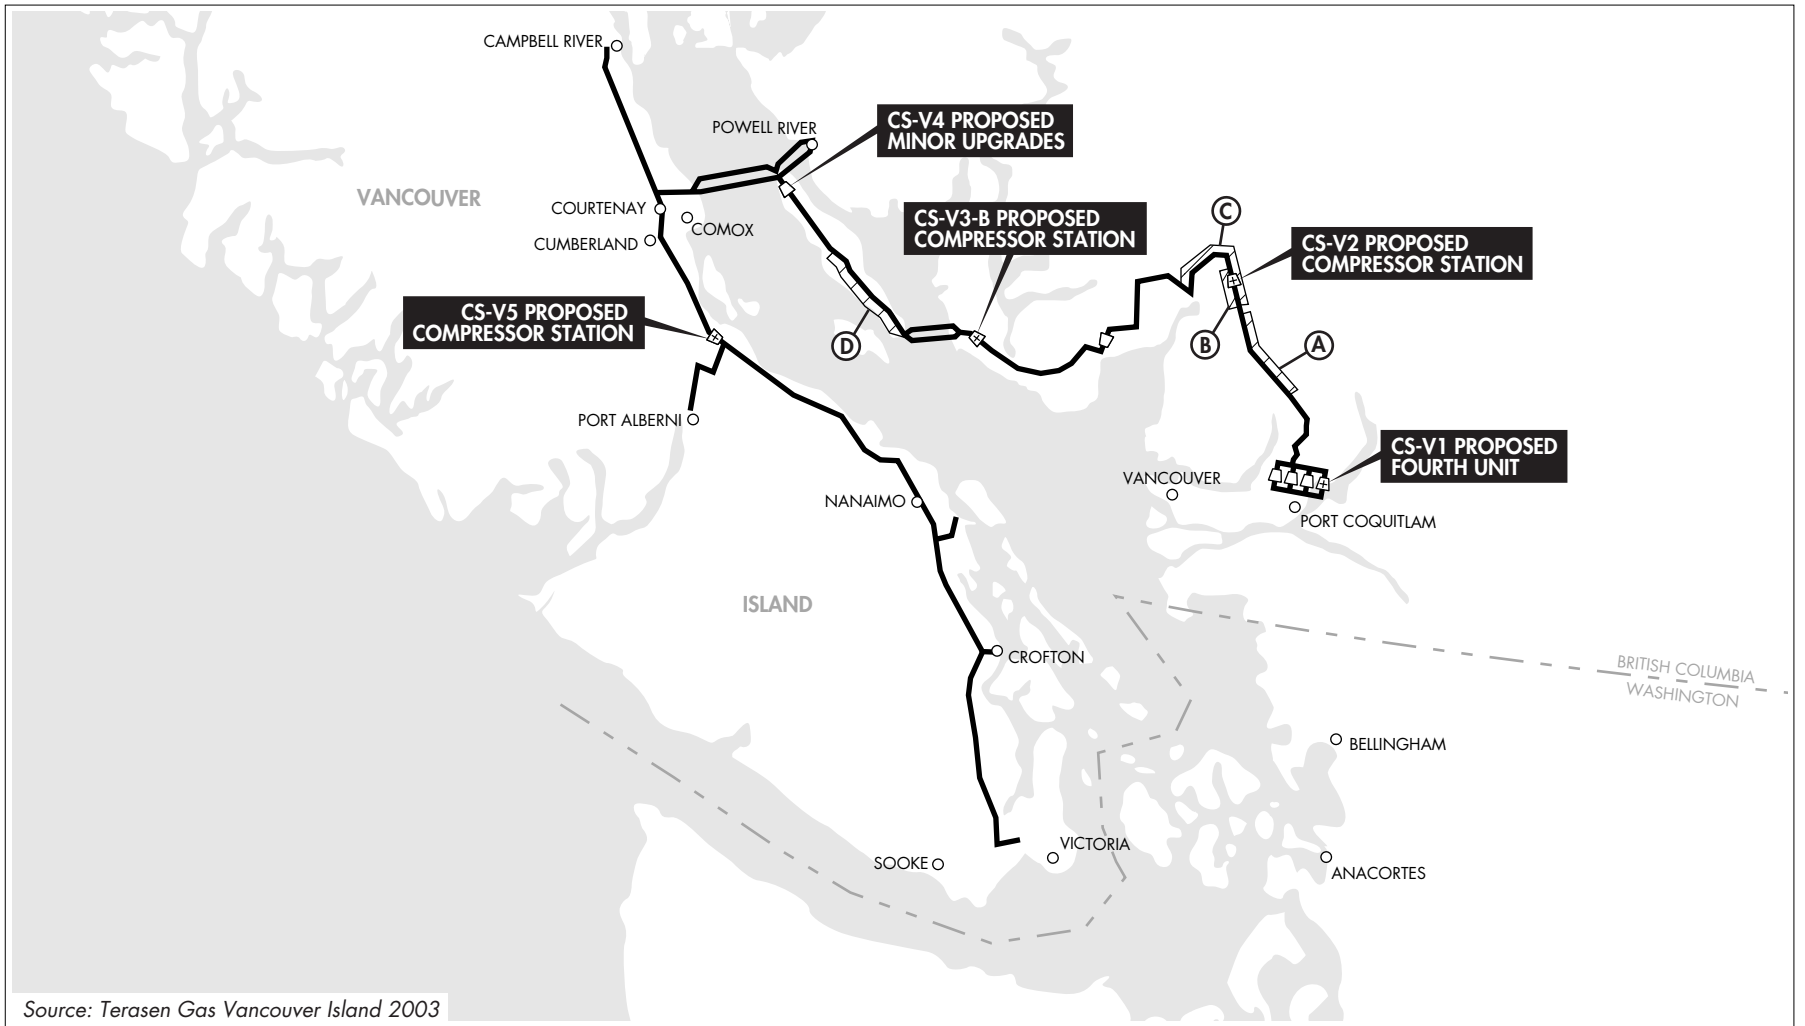 CAMPBELL RIVER
POWELL RIVER
CS-V4 PROPOSED
MINOR UPGRADES
VANCOUVER
COURTENAY
COMOX
CUMBERLAND
CS-V3-B PROPOSED
COMPRESSOR STATION
C
CS-V2 PROPOSED
COMPRESSOR STATION
CS-V5 PROPOSED
COMPRESSOR STATION
D
B
A
PORT ALBERNI
CS-V1 PROPOSED
FOURTH UNIT
VANCOUVER
NANAIMO
PORT COQUITLAM
ISLAND
CROFTON
BRITISH COLUMBIA
WASHINGTON
BELLINGHAM
VICTORIA
SOOKE
ANACORTES
Source: Terasen Gas Vancouver Island 2003